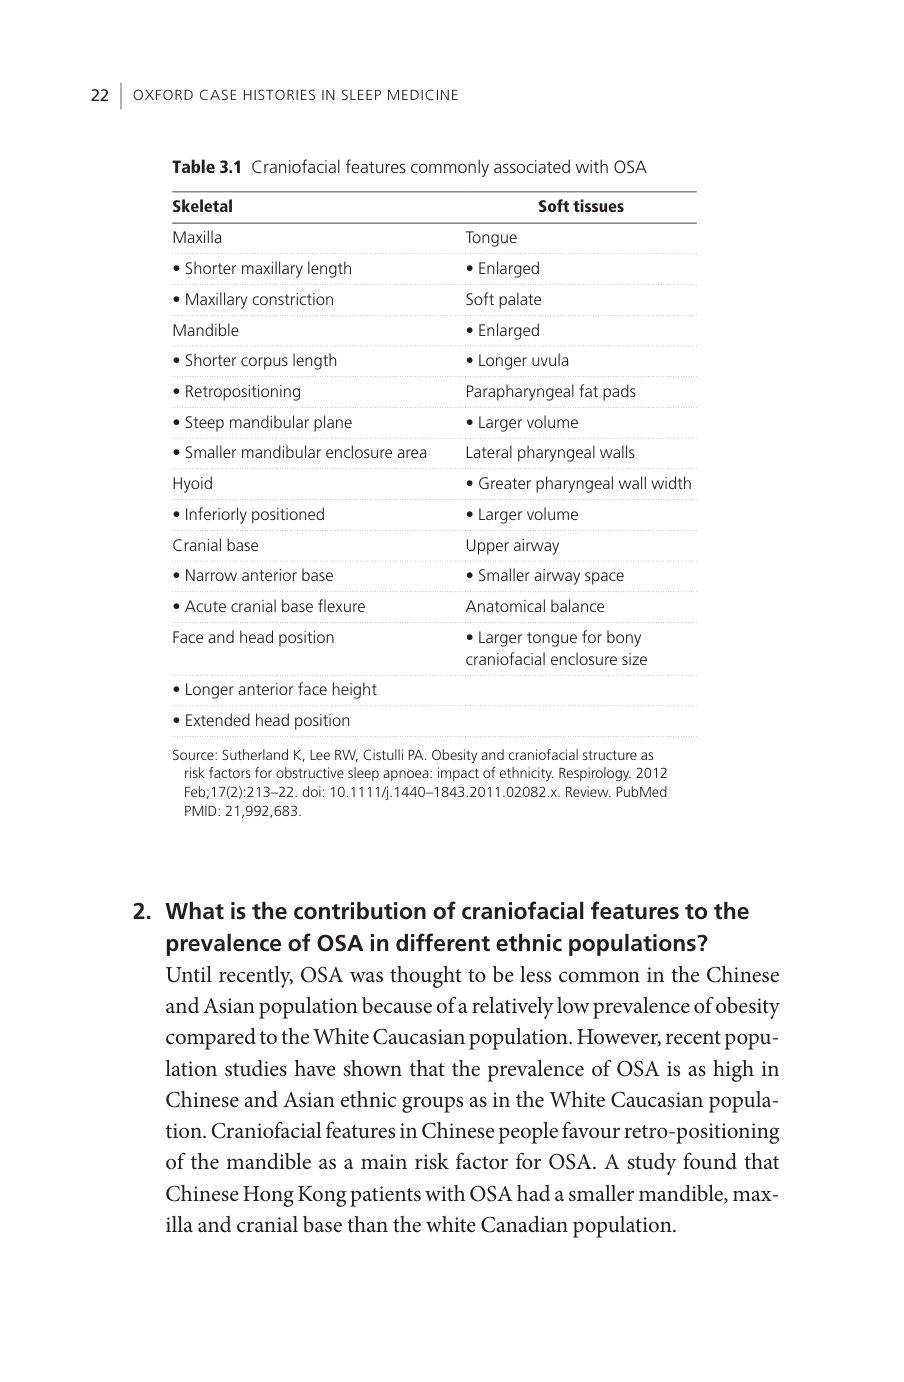 22 OXFORD CASE HISTORIES IN SLEEP MEDICINE
Table 3.1 Craniofacial features commonly associated with OSA
Skeletal Soft tissues
Maxilla Tongue
• Shorter maxillary length • Enlarged
• Maxillary constriction Soft palate
Mandible • Enlarged
• Shorter corpus length • Longer uvula
• Retropositioning Parapharyngeal fat pads
• Steep mandibular plane • Larger volume
• Smaller mandibular enclosure area Lateral pharyngeal walls
Hyoid • Greater pharyngeal wall width
• Inferiorly positioned • Larger volume
Cranial base Upper airway
• Narrow anterior base • Smaller airway space
• Acute cranial base flexure Anatomical balance
Face and head position • Larger tongue for bony
craniofacial enclosure size
• Longer anterior face height
• Extended head position
Source: Sutherland K, Lee RW, Cistulli PA. Obesity and craniofacial structure as
risk factors for obstructive sleep apnoea: impact of ethnicity. Respirology. 2012
Feb;17(2):213–22. doi: 10.1111/j.1440–1843.2011.02082.x. Review. PubMed
PMID: 21,992,683.
2. What is the contribution of craniofacial features to the
prevalence of OSA in different ethnic populations?
Until recently, OSA was thought to be less common in the Chinese
and Asian population because of a relatively low prevalence of obesity
compared to the White Caucasian population. However, recent popu-
lation studies have shown that the prevalence of OSA is as high in
Chinese and Asian ethnic groups as in the White Caucasian popula-
tion. Craniofacial features in Chinese people favour retro-positioning
of the mandible as a main risk factor for OSA. A study found that
Chinese Hong Kong patients with OSA had a smaller mandible, max-
illa and cranial base than the white Canadian population.